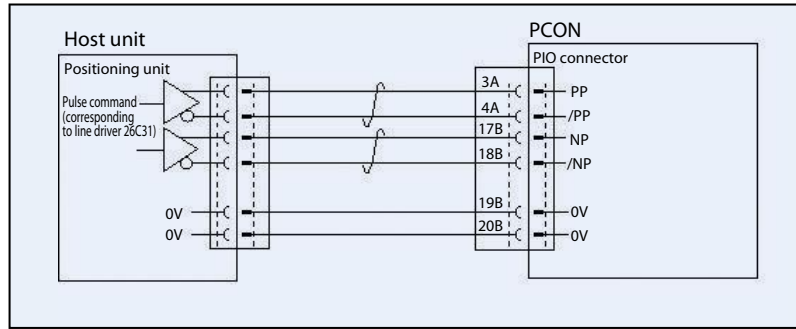 Host unit
PCON
Positioning unit
PIO connector
Pulse command
(corresponding
to line driver 26C31)
3A
PP
4A
/PP
17B
NP
18B
/NP
0V
19B
0V
0V
20B
0V